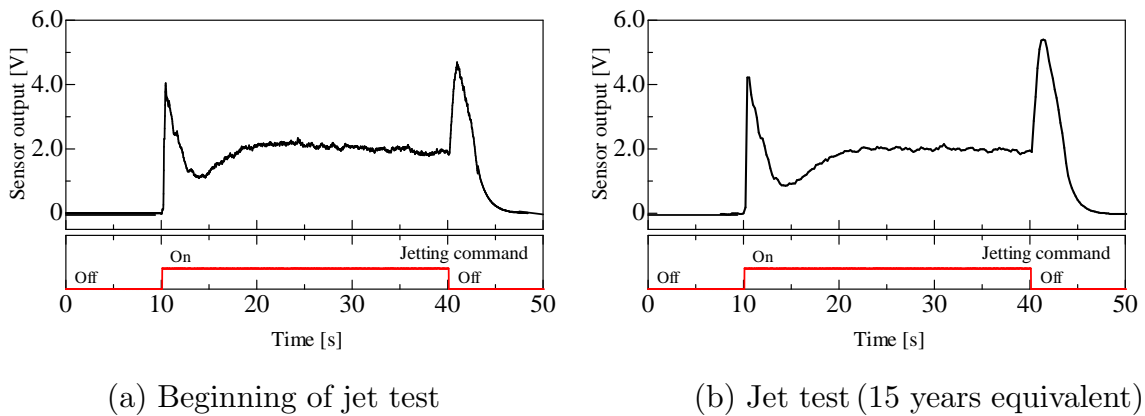 6.0
4.0
2.0
0
Sensor output [V]
On
Jetting command
Off
Off
0 10 20 30 40 50
Time [s]
(a) Beginning of jet test
6.0
4.0
2.0
0
Sensor output [V]
On
Jetting command
Off
Off
0 10 20 30 40 50
Time [s]
(b) Jet test (15 years equivalent)